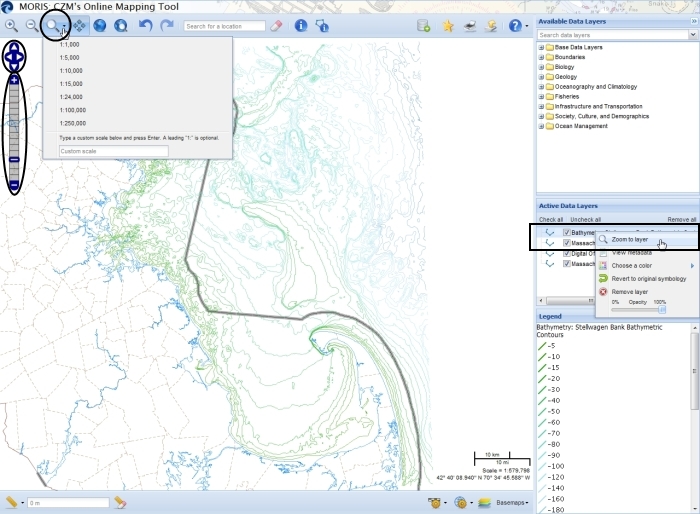 MORIS: CZM's Online Mapping Tool
Search for a location
1:1,000
1:5,000
1:10,000
1:15,000
1:24,000
1:100,000
1:250,000
Type a custom scale below and press Enter. A leading "1:" is optional.
Custom scale
Available Data Layers
Search data layers
Base Data Layers
Boundaries
Biology
Geology
Oceanography and Climatology
Fisheries
Infrastructure and Transportation
Society, Culture, and Demographics
Ocean Management
Active Data Layers
Check all Uncheck all Remove all
Bathyme
Massach
Digital Of
Massach
Zoom to layer
View metadata
Choose a color
Revert to original symbology
Remove layer
0% Opacity 100%
Legend
Bathymetry: Stellwagen Bank Bathymetric
Contours
-5
-10
-15
-20
-30
-40
-50
-60
-70
-80
-90
-100
-120
-140
-160
-180
10 km
10 mi
Scale = 1:579,798
42° 40' 08.940" N 70° 34' 45.588" W
0 m
Basemaps